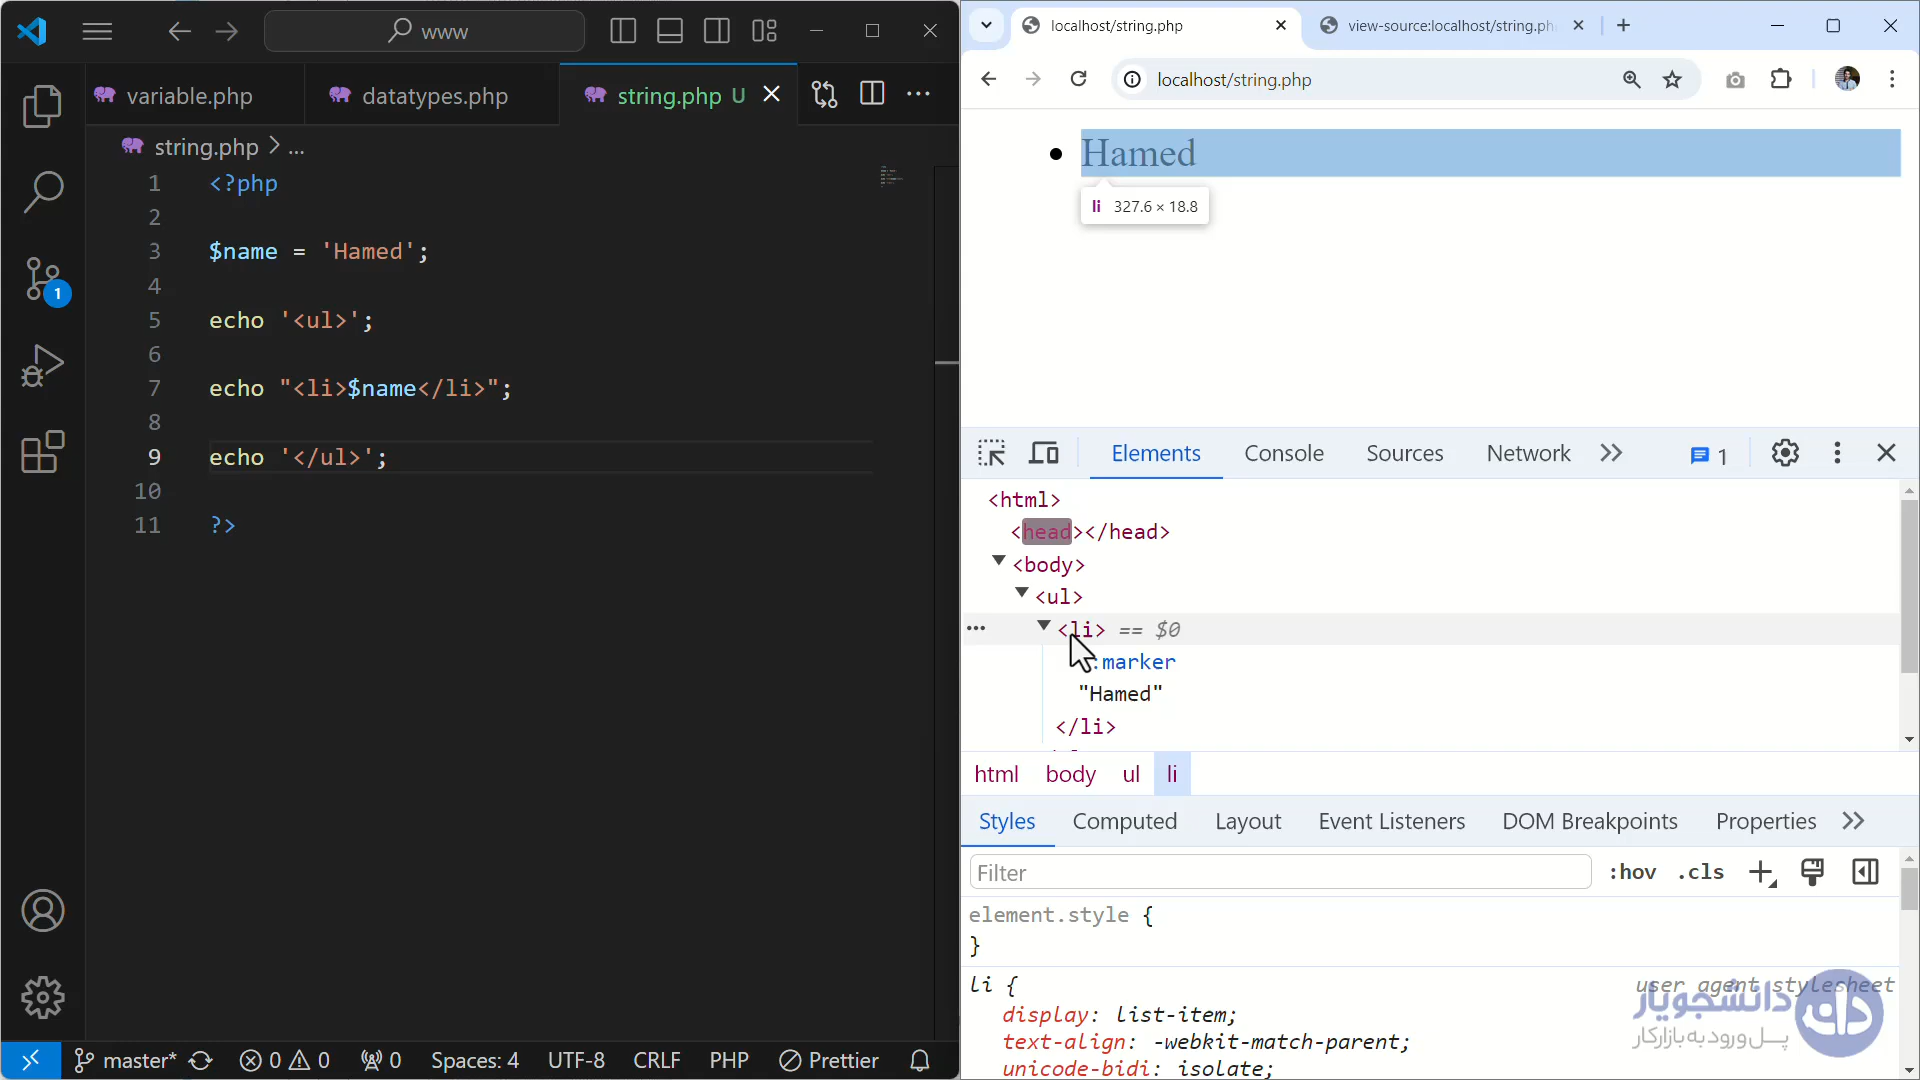 www
variable.php
datatypes.php
string.php U
string.php > ...
1 <?php
2
3 $name = 'Hamed';
4
5 echo '<ul>';
6
7 echo "<li>$name</li>";
8
9 echo '</ul>';
10
11 ?>
1
master*
0 0
0
Spaces: 4
UTF-8
CRLF
PHP
Prettier
localhost/string.php
view-source:localhost/string.ph
localhost/string.php
Hamed
li 327.6 × 18.8
Elements
Console
Sources
Network
1
<html>
<head></head>
<body>
<ul>
<li> == $0
:marker
"Hamed"
</li>
html body ul li
Styles
Computed
Layout
Event Listeners
DOM Breakpoints
Properties
Filter
:hov .cls
element.style {
}
li {
user agent stylesheet
display: list-item;
text-align: -webkit-match-parent;
unicode-bidi: isolate;
دانشجویار
پــل ورود به بازار کار